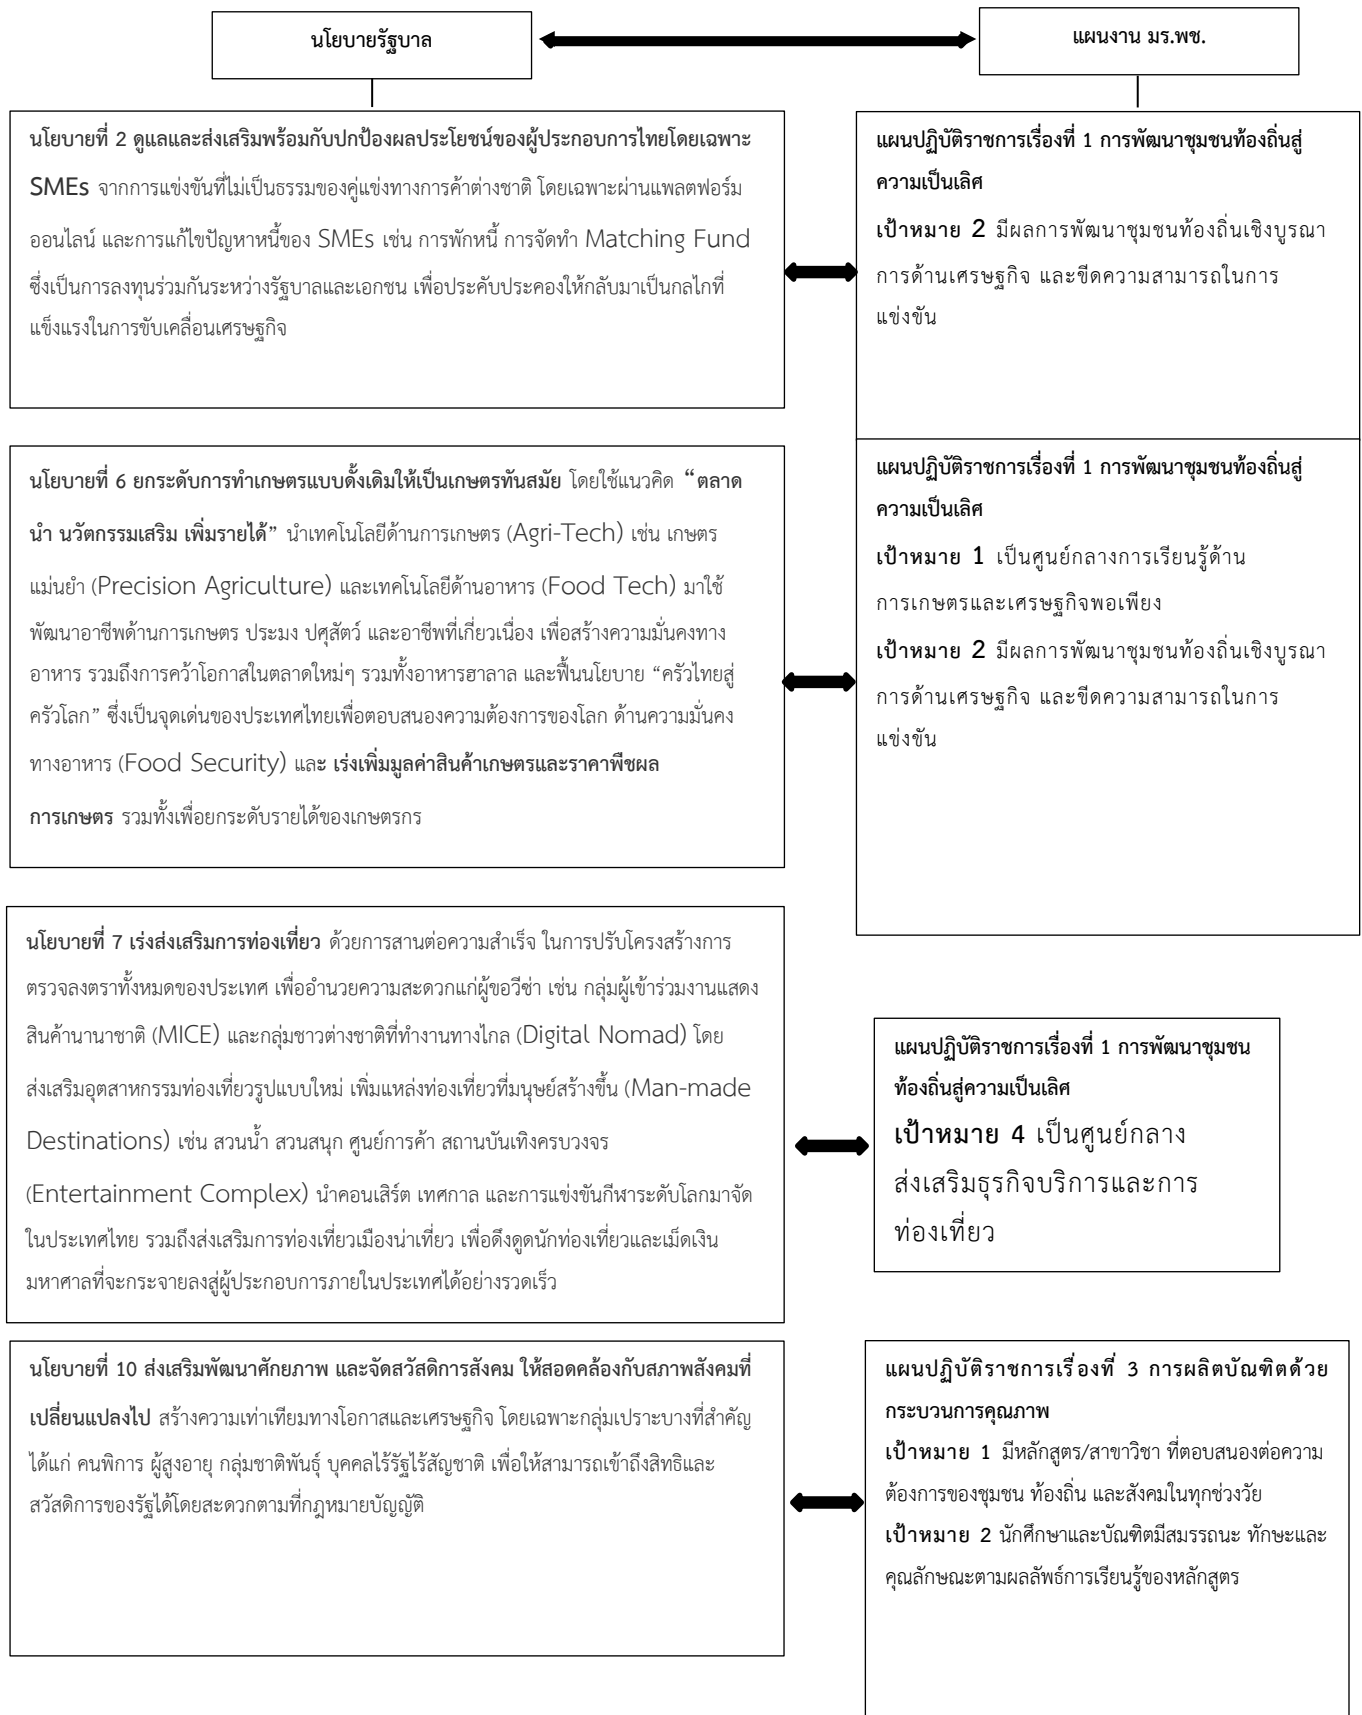 นโยบายรัฐบาล
แผนงาน มร.พช.
นโยบายที่ 2 ดูแลและส่งเสริมพร้อมกับปกป้องผลประโยชน์ของผู้ประกอบการไทยโดยเฉพาะ
SMEs จากการแข่งขันที่ไม่เป็นธรรมของคู่แข่งทางการค้าต่างชาติ โดยเฉพาะผ่านแพลตฟอร์ม
ออนไลน์ และการแก้ไขปัญหาหนี้ของ SMEs เช่น การพักหนี้ การจัดทำ Matching Fund
ซึ่งเป็นการลงทุนร่วมกันระหว่างรัฐบาลและเอกชน เพื่อประคับประคองให้กลับมาเป็นกลไกที่
แข็งแรงในการขับเคลื่อนเศรษฐกิจ
แผนปฏิบัติราชการเรื่องที่ 1 การพัฒนาชุมชนท้องถิ่นสู่
ความเป็นเลิศ
เป้าหมาย 2 มีผลการพัฒนาชุมชนท้องถิ่นเชิงบูรณา
การด้านเศรษฐกิจ และขีดความสามารถในการ
แข่งขัน
นโยบายที่ 6 ยกระดับการทำเกษตรแบบดั้งเดิมให้เป็นเกษตรทันสมัย โดยใช้แนวคิด “ตลาด
นำ นวัตกรรมเสริม เพิ่มรายได้” นำเทคโนโลยีด้านการเกษตร (Agri-Tech) เช่น เกษตร
แม่นยำ (Precision Agriculture) และเทคโนโลยีด้านอาหาร (Food Tech) มาใช้
พัฒนาอาชีพด้านการเกษตร ประมง ปศุสัตว์ และอาชีพที่เกี่ยวเนื่อง เพื่อสร้างความมั่นคงทาง
อาหาร รวมถึงการคว้าโอกาสในตลาดใหม่ๆ รวมทั้งอาหารฮาลาล และฟื้นนโยบาย “ครัวไทยสู่
ครัวโลก” ซึ่งเป็นจุดเด่นของประเทศไทยเพื่อตอบสนองความต้องการของโลก ด้านความมั่นคง
ทางอาหาร (Food Security) และ เร่งเพิ่มมูลค่าสินค้าเกษตรและราคาพืชผล
การเกษตร รวมทั้งเพื่อยกระดับรายได้ของเกษตรกร
แผนปฏิบัติราชการเรื่องที่ 1 การพัฒนาชุมชนท้องถิ่นสู่
ความเป็นเลิศ
เป้าหมาย 1 เป็นศูนย์กลางการเรียนรู้ด้าน
การเกษตรและเศรษฐกิจพอเพียง
เป้าหมาย 2 มีผลการพัฒนาชุมชนท้องถิ่นเชิงบูรณา
การด้านเศรษฐกิจ และขีดความสามารถในการ
แข่งขัน
นโยบายที่ 7 เร่งส่งเสริมการท่องเที่ยว ด้วยการสานต่อความสำเร็จ ในการปรับโครงสร้างการ
ตรวจลงตราทั้งหมดของประเทศ เพื่ออำนวยความสะดวกแก่ผู้ขอวีซ่า เช่น กลุ่มผู้เข้าร่วมงานแสดง
สินค้านานาชาติ (MICE) และกลุ่มชาวต่างชาติที่ทำงานทางไกล (Digital Nomad) โดย
ส่งเสริมอุตสาหกรรมท่องเที่ยวรูปแบบใหม่ เพิ่มแหล่งท่องเที่ยวที่มนุษย์สร้างขึ้น (Man-made
Destinations) เช่น สวนน้ำ สวนสนุก ศูนย์การค้า สถานบันเทิงครบวงจร
(Entertainment Complex) นำคอนเสิร์ต เทศกาล และการแข่งขันกีฬาระดับโลกมาจัด
ในประเทศไทย รวมถึงส่งเสริมการท่องเที่ยวเมืองน่าเที่ยว เพื่อดึงดูดนักท่องเที่ยวและเม็ดเงิน
มหาศาลที่จะกระจายลงสู่ผู้ประกอบการภายในประเทศได้อย่างรวดเร็ว
แผนปฏิบัติราชการเรื่องที่ 1 การพัฒนาชุมชน
ท้องถิ่นสู่ความเป็นเลิศ
เป้าหมาย 4 เป็นศูนย์กลาง
ส่งเสริมธุรกิจบริการและการ
ท่องเที่ยว
นโยบายที่ 10 ส่งเสริมพัฒนาศักยภาพ และจัดสวัสดิการสังคม ให้สอดคล้องกับสภาพสังคมที่
เปลี่ยนแปลงไป สร้างความเท่าเทียมทางโอกาสและเศรษฐกิจ โดยเฉพาะกลุ่มเปราะบางที่สำคัญ
ได้แก่ คนพิการ ผู้สูงอายุ กลุ่มชาติพันธุ์ บุคคลไร้รัฐไร้สัญชาติ เพื่อให้สามารถเข้าถึงสิทธิและ
สวัสดิการของรัฐได้โดยสะดวกตามที่กฎหมายบัญญัติ
แผนปฏิบัติราชการเรื่องที่ 3 การผลิตบัณฑิตด้วย
กระบวนการคุณภาพ
เป้าหมาย 1 มีหลักสูตร/สาขาวิชา ที่ตอบสนองต่อความ
ต้องการของชุมชน ท้องถิ่น และสังคมในทุกช่วงวัย
เป้าหมาย 2 นักศึกษาและบัณฑิตมีสมรรถนะ ทักษะและ
คุณลักษณะตามผลลัพธ์การเรียนรู้ของหลักสูตร